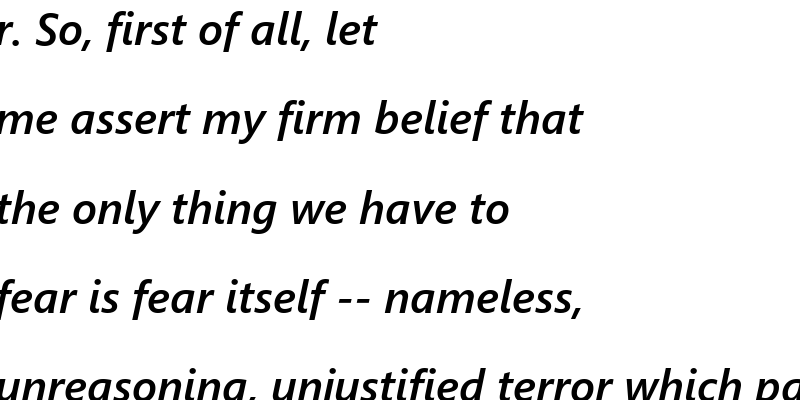 r. So, first of all, let
me assert my firm belief that
the only thing we have to
fear is fear itself -- nameless,
unreasoning, unjustified terror which pa